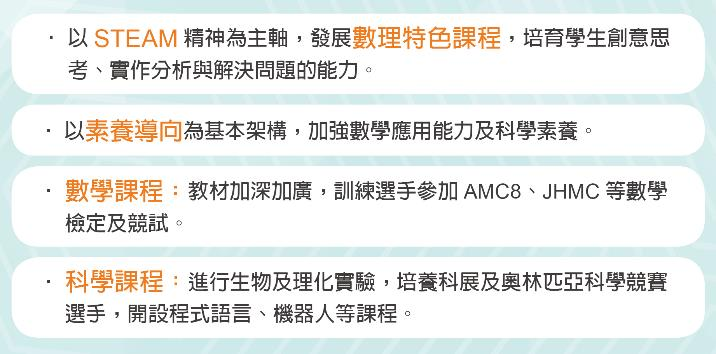 · 以 STEAM 精神為主軸，發展數理特色課程，培育學生創意思
考、實作分析與解決問題的能力。
· 以素養導向為基本架構，加強數學應用能力及科學素養。
· 數學課程：教材加深加廣，訓練選手參加 AMC8、JHMC 等數學
檢定及競試。
· 科學課程：進行生物及理化實驗，培養科展及奧林匹亞科學競賽
選手，開設程式語言、機器人等課程。